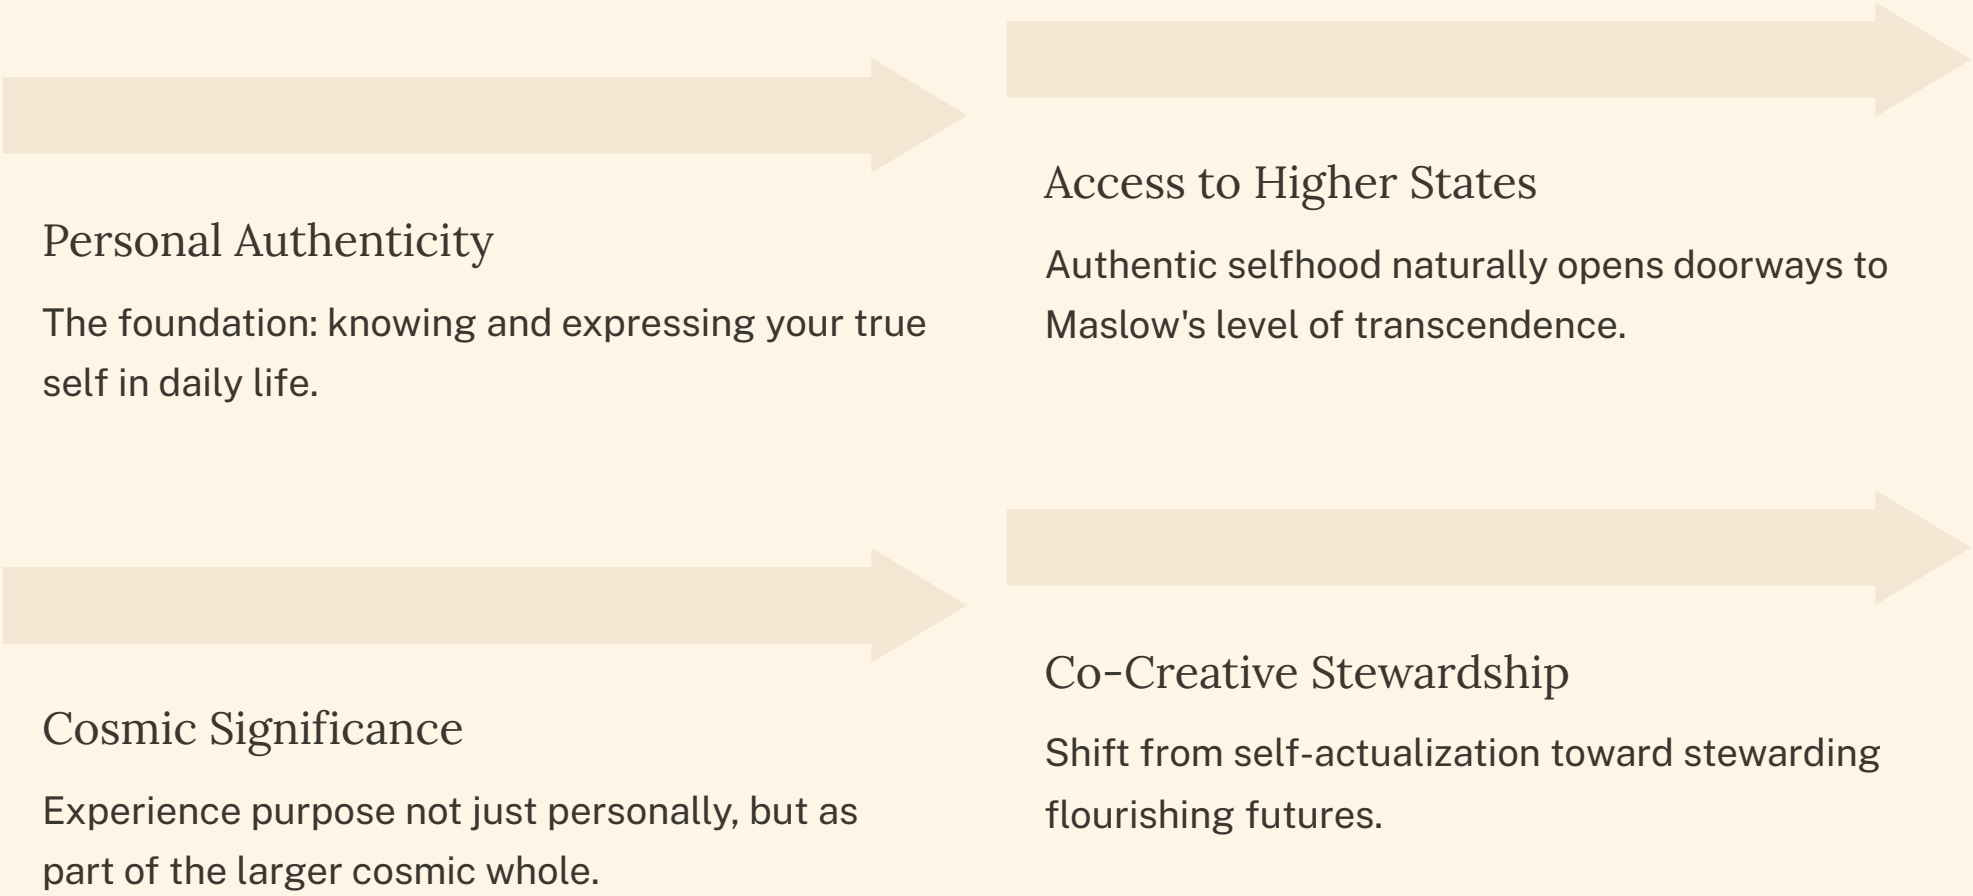 Personal Authenticity
The foundation: knowing and expressing your true
self in daily life.
Access to Higher States
Authentic selfhood naturally opens doorways to
Maslow's level of transcendence.
Cosmic Significance
Experience purpose not just personally, but as
part of the larger cosmic whole.
Co-Creative Stewardship
Shift from self-actualization toward stewarding
flourishing futures.